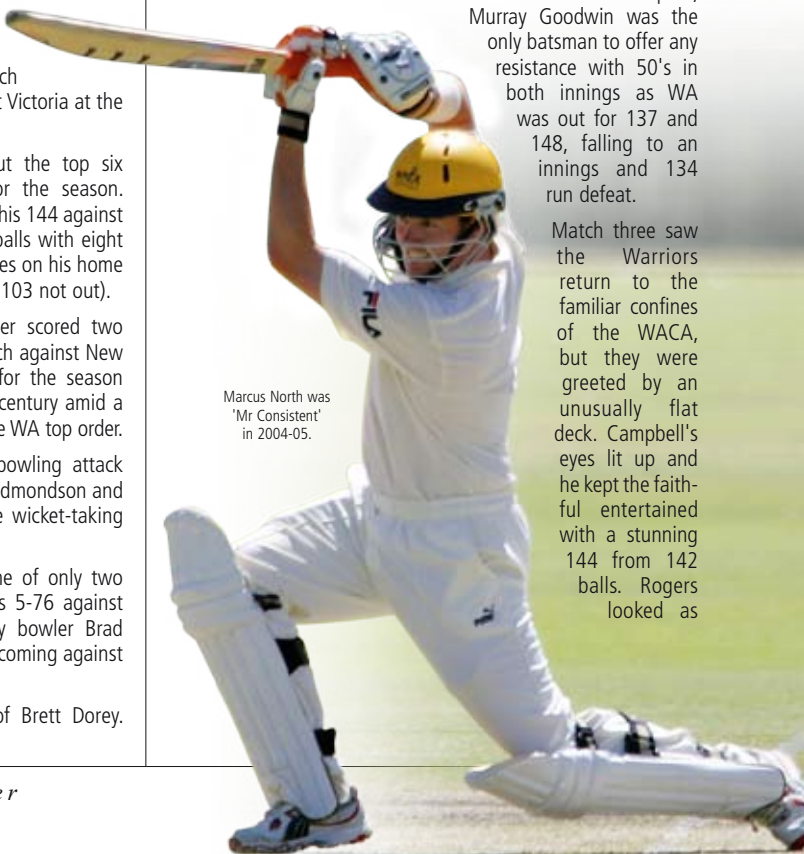 ch
t Victoria at the
ut the top six
or the season.
his 144 against
balls with eight
es on his home
103 not out).
er scored two
ch against New
for the season
century amid a
e WA top order.
bowling attack
dmondson and
e wicket-taking
ne of only two
s 5-76 against
y bowler Brad
coming against
of Brett Dorey.
er
Marcus North was
'Mr Consistent'
in 2004-05.
FILA
Murray Goodwin was the
only batsman to offer any
resistance with 50's in
both innings as WA
was out for 137 and
148, falling to an
innings and 134
run defeat.
Match three saw
the Warriors
return to the
familiar confines
of the WACA,
but they were
greeted by an
unusually flat
deck. Campbell's
eyes lit up and
he kept the faith-
ful entertained
with a stunning
144 from 142
balls. Rogers
looked as